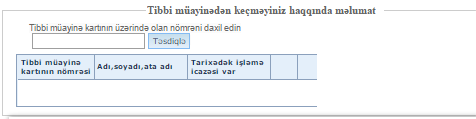 Tibbi müayinədən keçməyiniz haqqında məlumat
Tibbi müayinə kartının üzərində olan nömrəni daxil edin
Təsdiqlə
Tibbi müayinə kartının nömrəsi
Adı,soyadı,ata adı
Tarixədək işləmə icazəsi var